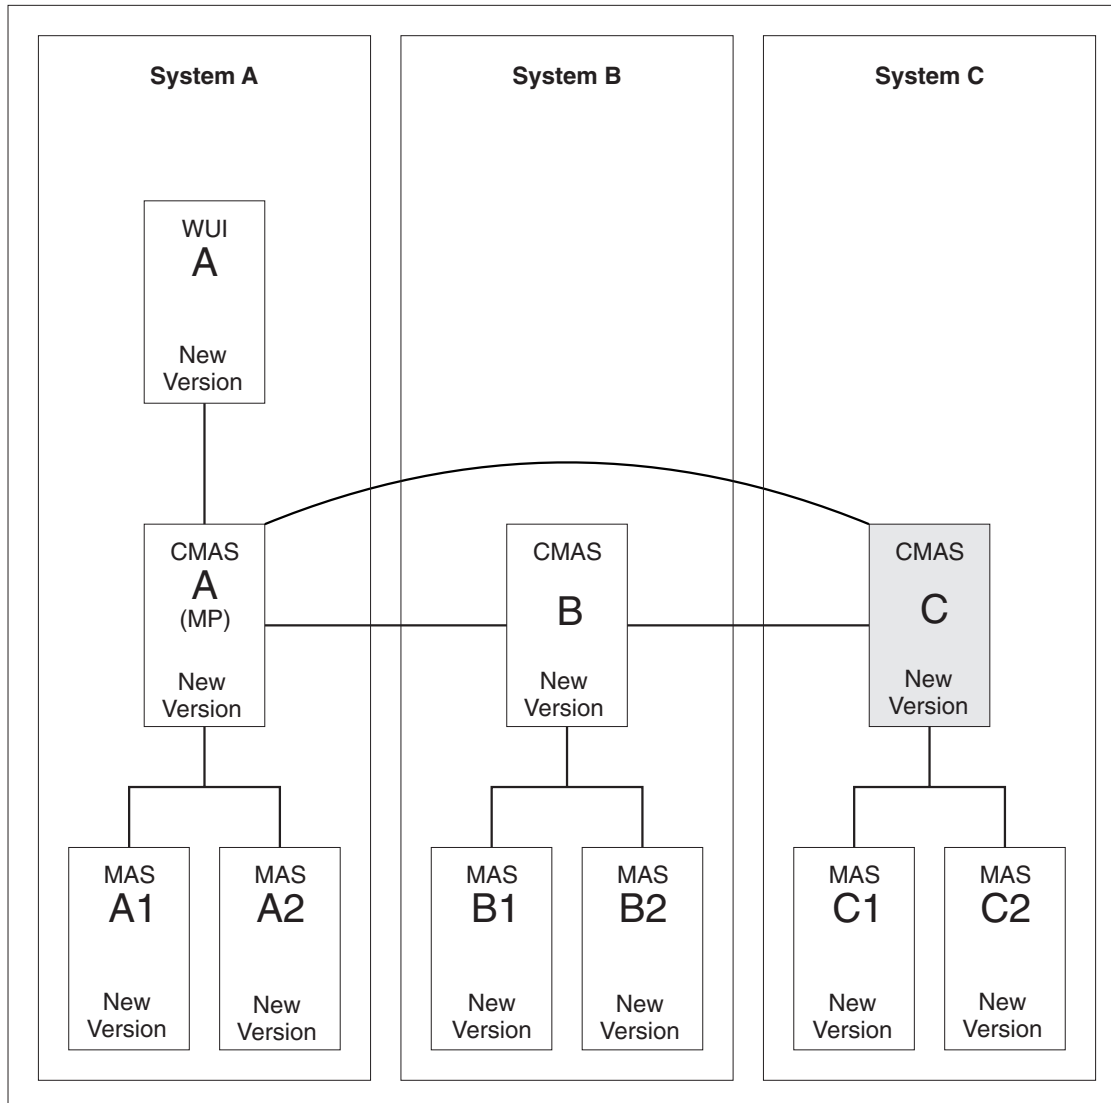 System A
System B
System C
WUI
A
New
Version
CMAS
A
(MP)
New
Version
CMAS
B
New
Version
CMAS
C
New
Version
MAS
A1
New
Version
MAS
A2
New
Version
MAS
B1
New
Version
MAS
B2
New
Version
MAS
C1
New
Version
MAS
C2
New
Version